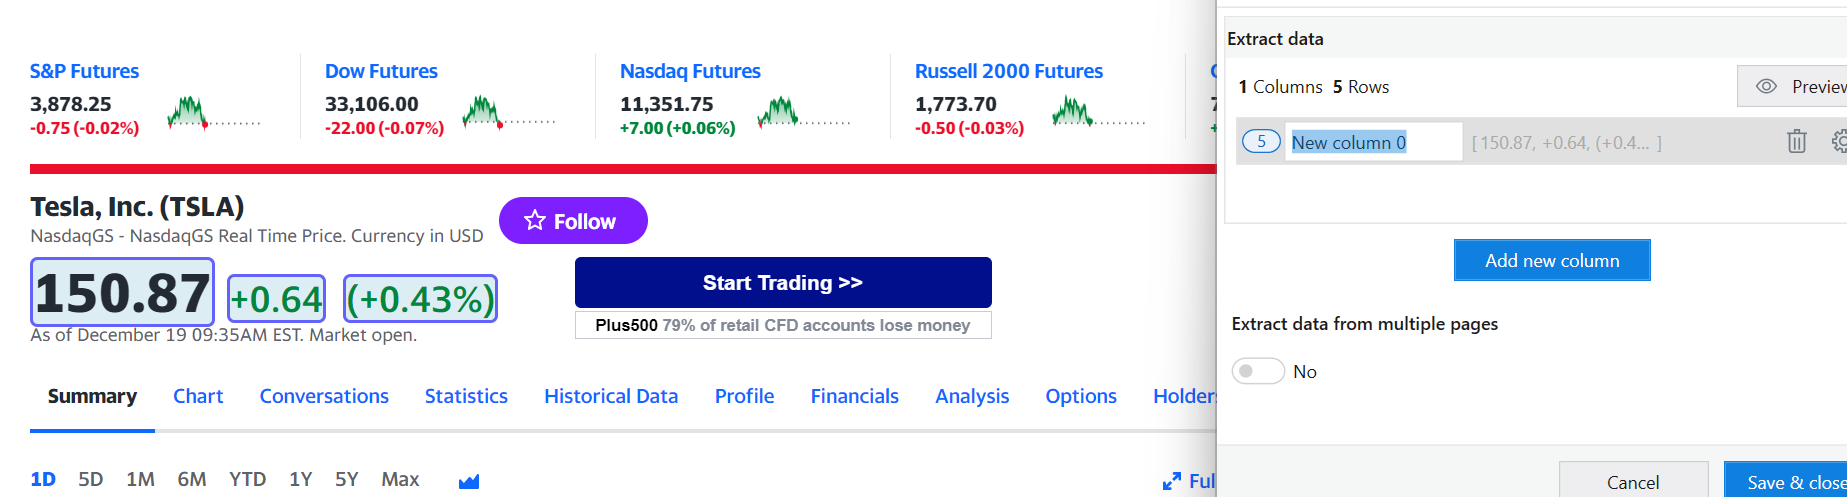 S&P Futures
3,878.25
-0.75 (-0.02%)
Dow Futures
33,106.00
-22.00 (-0.07%)
Nasdaq Futures
11,351.75
+7.00 (+0.06%)
Russell 2000 Futures
1,773.70
-0.50 (-0.03%)
Tesla, Inc. (TSLA)
NasdaqGS - NasdaqGS Real Time Price. Currency in USD
Follow
150.87 +0.64 (+0.43%)
As of December 19 09:35AM EST. Market open.
Start Trading >>
Plus500 79% of retail CFD accounts lose money
Summary Chart Conversations Statistics Historical Data Profile Financials Analysis Options Holders
1D 5D 1M 6M YTD 1Y 5Y Max
Ful
Extract data
1 Columns 5 Rows
Preview
5 New column 0 [ 150.87, +0.64, (+0.4... ]
Add new column
Extract data from multiple pages
No
Cancel
Save & close